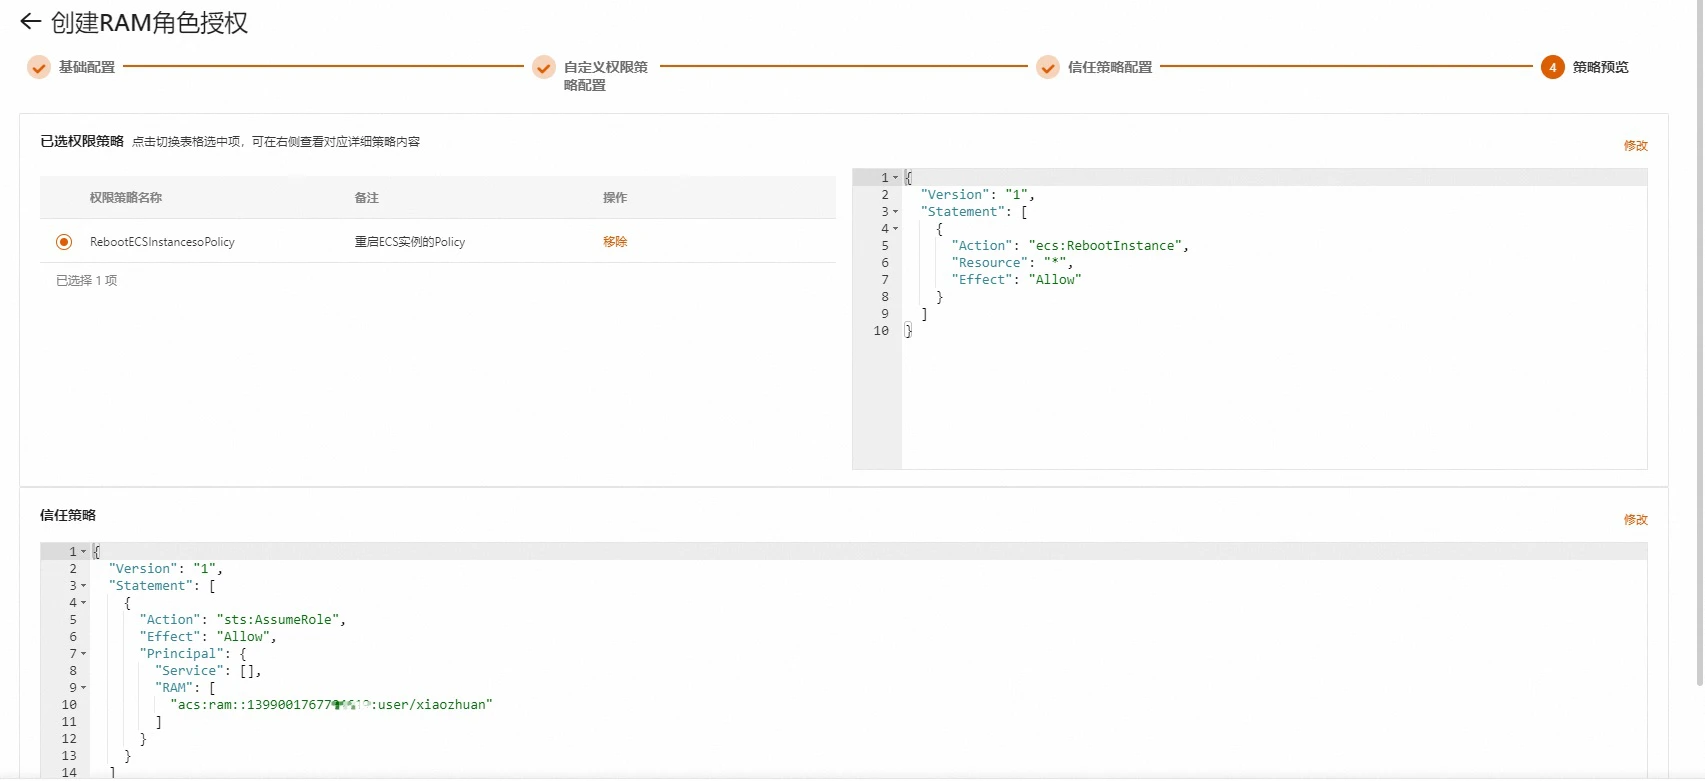 创建RAM角色授权
基础配置
自定义权限策
略配置
信任策略配置
4 策略预览
已选权限策略 点击切换表格选中项，可在右侧查看对应详细策略内容
修改
权限策略名称 备注 操作
RebootECSInstancesoPolicy 重启ECS实例的Policy 移除
已选择 1 项
1 {
2 "Version": "1",
3 "Statement": [
4 {
5 "Action": "ecs:RebootInstance",
6 "Resource": "*",
7 "Effect": "Allow"
8 }
9 ]
10 }
信任策略
修改
1 {
2 "Version": "1",
3 "Statement": [
4 {
5 "Action": "sts:AssumeRole",
6 "Effect": "Allow",
7 "Principal": {
8 "Service": [],
9 "RAM": [
10 "acs:ram::13990017677:user/xiaozhuan"
11 ]
12 }
13 }
14 ]